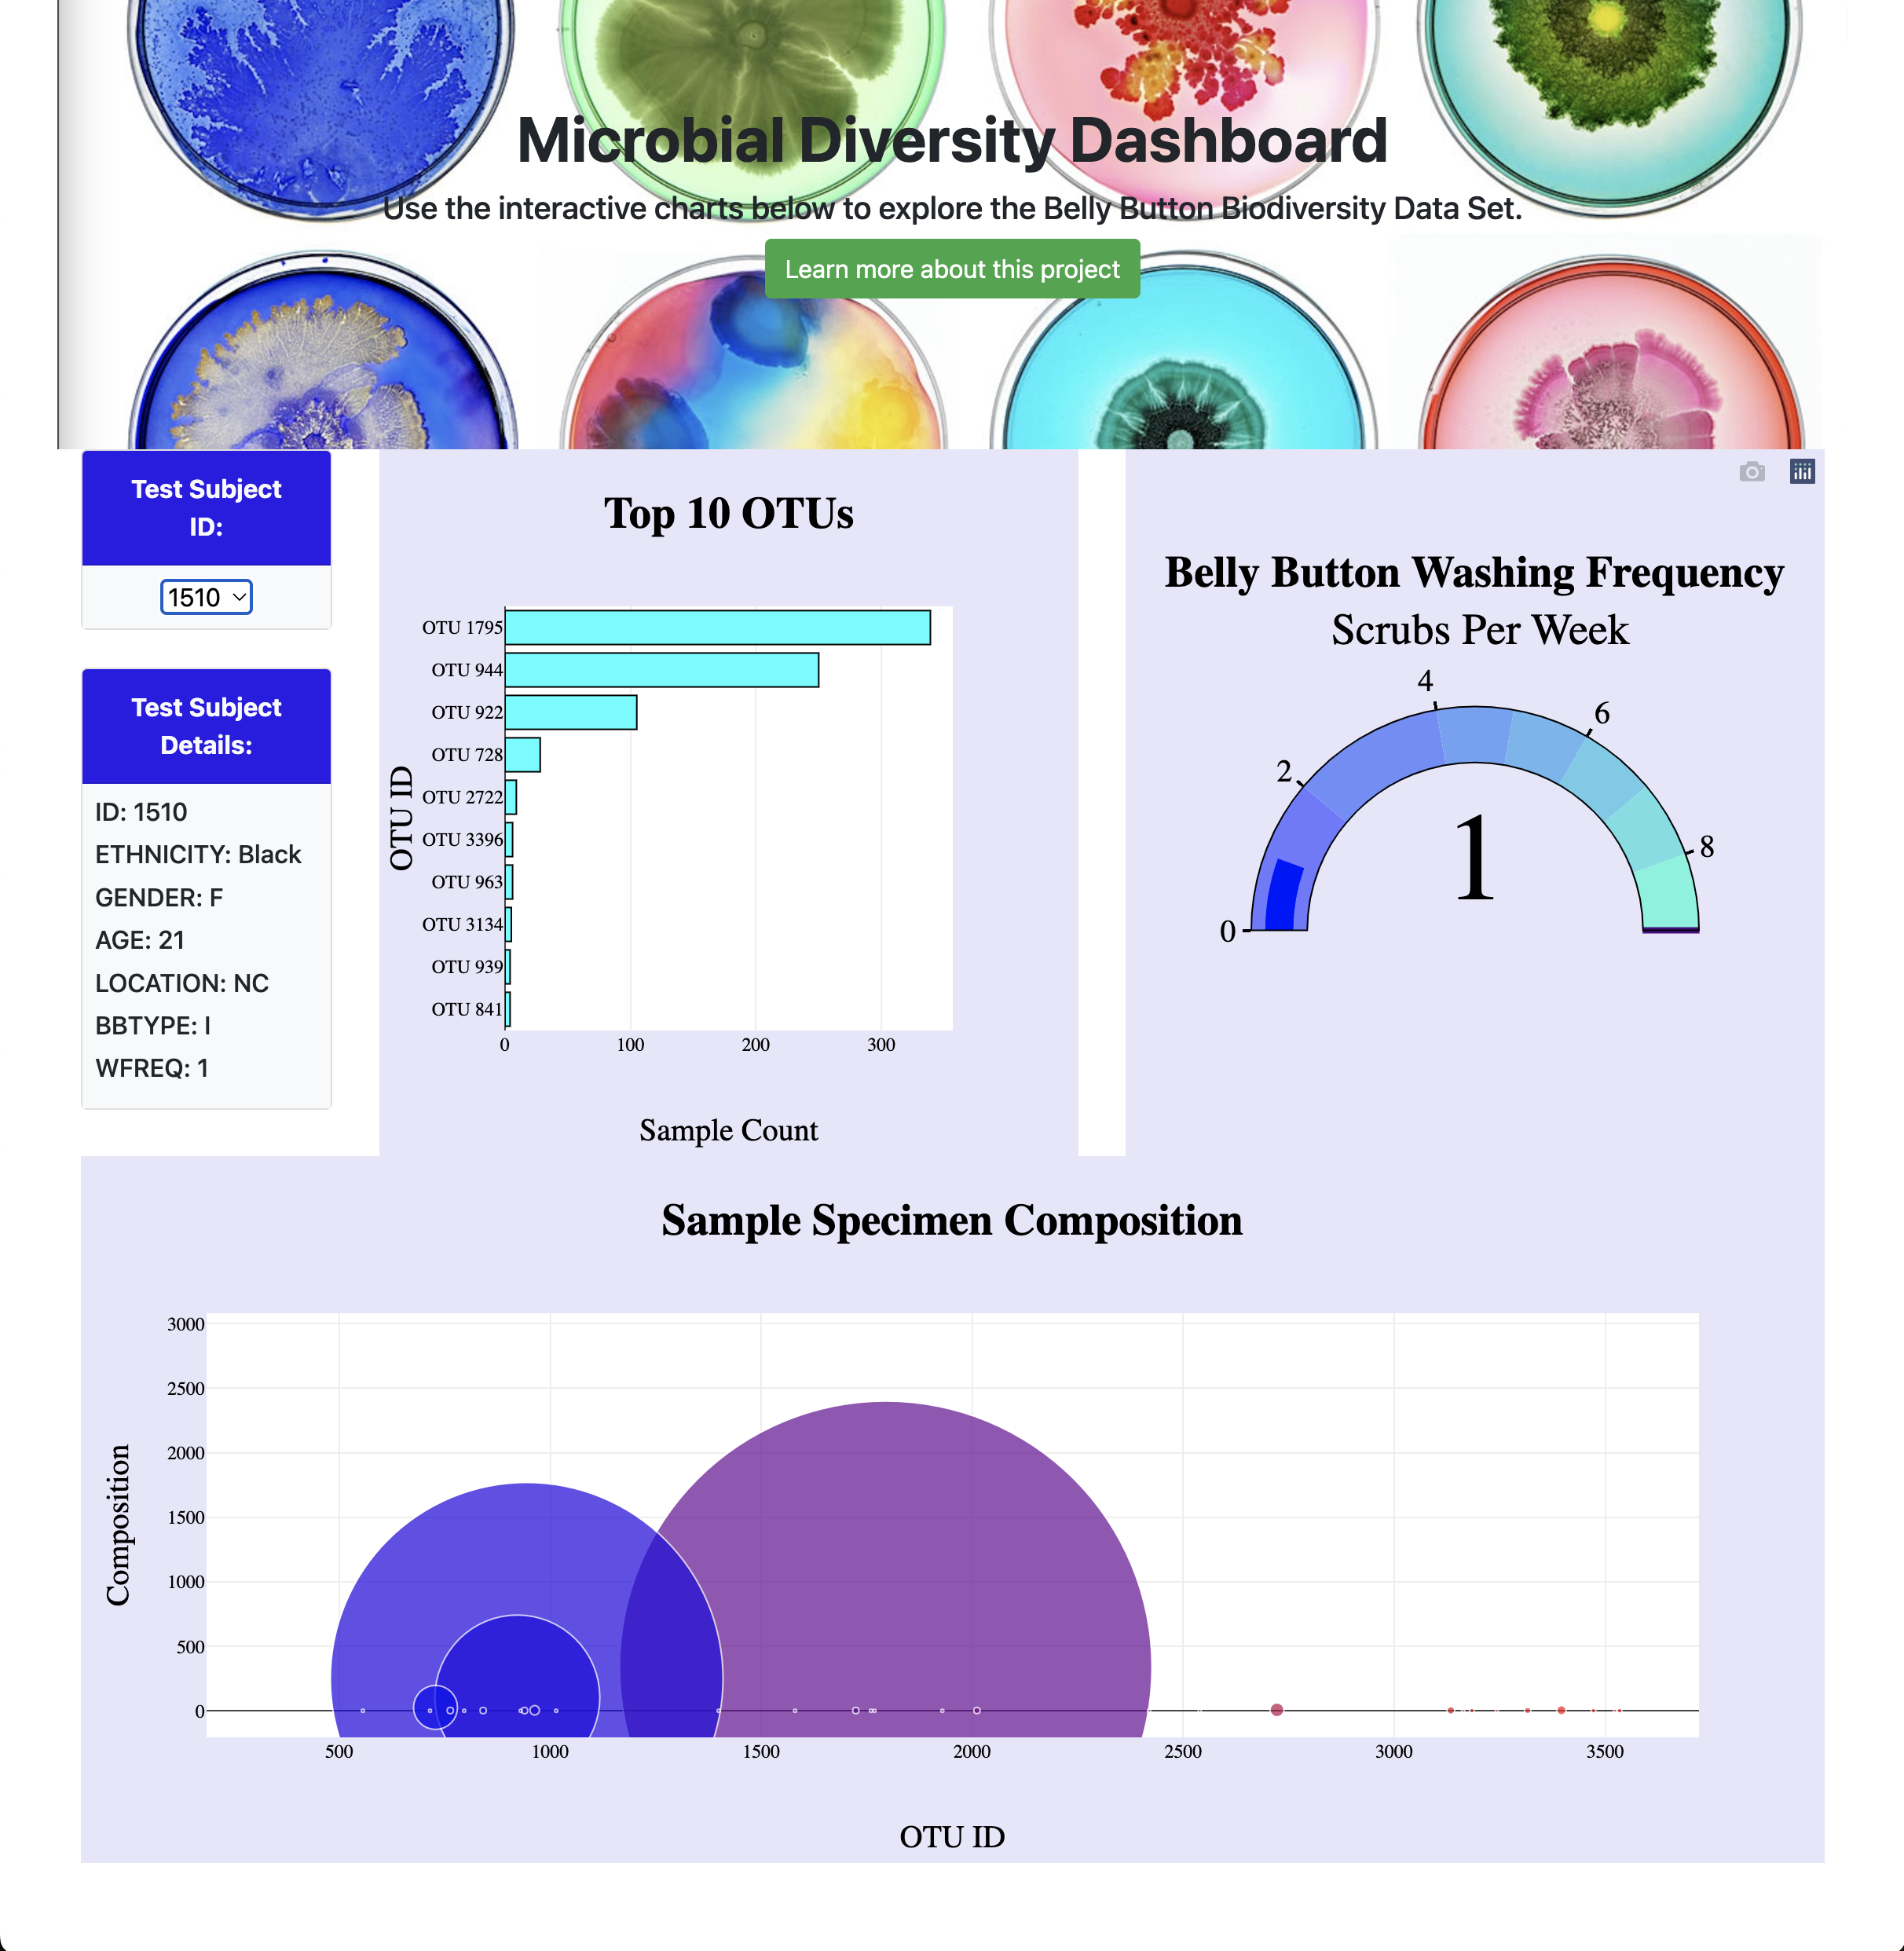 Microbial Diversity Dashboard
Use the interactive charts below to explore the Belly Button Biodiversity Data Set.
Learn more about this project
Test Subject
ID:
1510
Test Subject
Details:
ID: 1510
ETHNICITY: Black
GENDER: F
AGE: 21
LOCATION: NC
BBTYPE: I
WFREQ: 1
Top 10 OTUs
OTU ID
OTU 1795
OTU 944
OTU 922
OTU 728
OTU 2722
OTU 3396
OTU 963
OTU 3134
OTU 939
OTU 841
0 100 200 300
Sample Count
Belly Button Washing Frequency
Scrubs Per Week
0
2
4
6
8
1
Sample Specimen Composition
Composition
3000
2500
2000
1500
1000
500
0
500 1000 1500 2000 2500 3000 3500
OTU ID